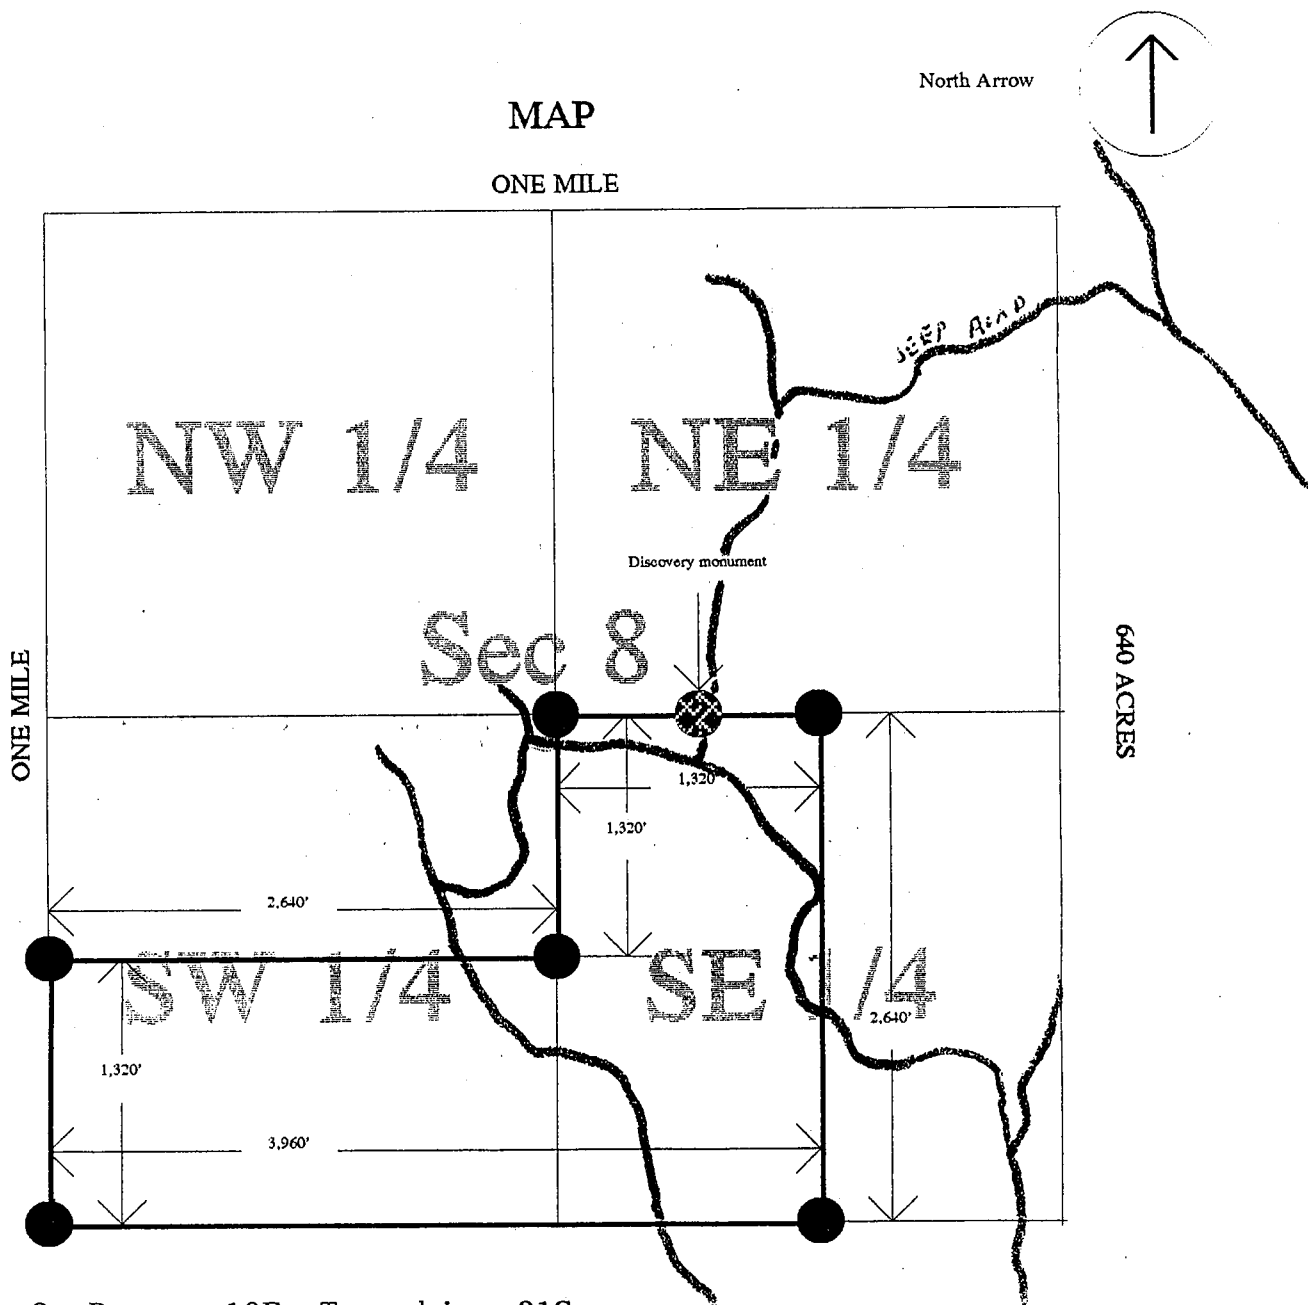 North Arrow
MAP
ONE MILE
JEEP ROAD
NW 1/4
NE 1/4
Discovery monument
Sec 8
ONE MILE
640 ACRES
1,320'
1,320'
2,640'
SW 1/4
SE 1/4
2,640'
1,320'
3,960'